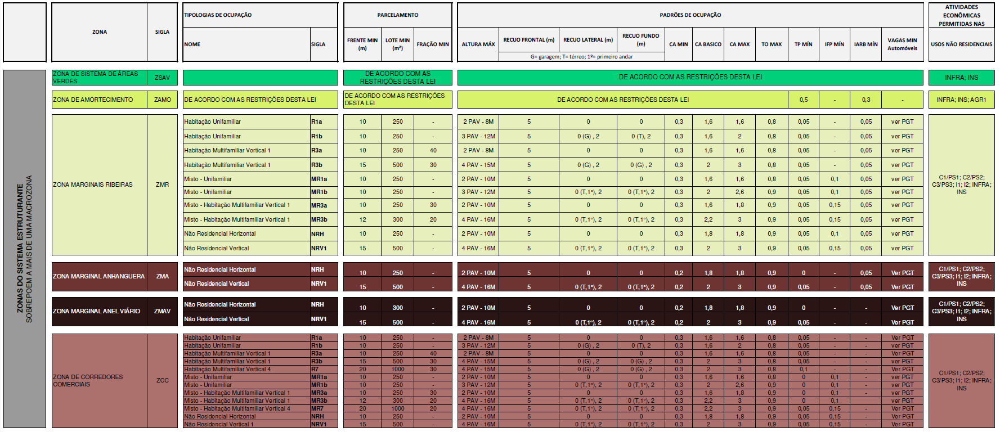 ZONA
SIGLA
TIPOLOGIAS DE OCUPAÇÃO
NOME
SIGLA
PARCELAMENTO
FRENTE MIN (m)
LOTE MIN (m²)
FRAÇÃO MIN
PADRÕES DE OCUPAÇÃO
ALTURA MÁX
RECUO FRONTAL (m)
RECUO LATERAL (m)
RECUO FUNDO (m)
G= garagem; T= térreo; 1º= primeiro andar
CA MIN
CA BASICO
CA MAX
TO MAX
TP MÍN
IFP MÍN
IARB MÍN
VAGAS MIN Automóveis
ATIVIDADES ECONÔMICAS PERMITIDAS NAS
USOS NÃO RESIDENCIAIS
ZONAS DO SISTEMA ESTRUTURANTE
SOBREPOEM A MAIS DE UMA MACROZONA
ZONA DE SISTEMA DE ÁREAS VERDES ZSAV DE ACORDO COM AS RESTRIÇÕES DESTA LEI DE ACORDO COM AS RESTRIÇÕES DESTA LEI INFRA; INS
ZONA DE AMORTECIMENTO ZAMO DE ACORDO COM AS RESTRIÇÕES DESTA LEI DE ACORDO COM AS RESTRIÇÕES DESTA LEI DE ACORDO COM AS RESTRIÇÕES DESTA LEI 0,5 - 0,3 - INFRA; INS; AGR1
ZONA MARGINAIS RIBEIRAS ZMR
Habitação Unifamiliar R1a 10 250 - 2 PAV - 8M 5 0 0 0,3 1,6 1,6 0,8 0,05 - 0,05 ver PGT
Habitação Unifamiliar R1b 10 250 - 3 PAV - 12M 5 0 (G) , 2 0 (T), 2 0,3 1,6 2 0,8 0,05 - 0,05 ver PGT
Habitação Multifamiliar Vertical 1 R3a 10 250 40 2 PAV - 8M 5 0 0 0,3 1,6 1,6 0,8 0,05 - 0,05 ver PGT
Habitação Multifamiliar Vertical 1 R3b 15 500 30 4 PAV - 15M 5 0 (G) , 2 0 (G) , 2 0,3 2 3 0,8 0,05 - 0,05 ver PGT
Misto - Unifamiliar MR1a 10 250 - 2 PAV - 10M 5 0 0 0,3 1,6 1,6 0,8 0,05 0,1 0,05 ver PGT
Misto - Unifamiliar MR1b 10 250 - 3 PAV - 12M 5 0 (T,1°), 2 0 (T,1°), 2 0,3 2 2,6 0,9 0,05 0,1 0,05 ver PGT
Misto - Habitação Multifamiliar Vertical 1 MR3a 10 250 30 2 PAV - 10M 5 0 0 0,3 1,6 1,8 0,9 0,05 0,15 0,05 ver PGT
Misto - Habitação Multifamiliar Vertical 1 MR3b 12 300 20 4 PAV - 16M 5 0 (T,1°), 2 0 (T,1°), 2 0,3 2,2 3 0,9 0,05 0,15 0,05 ver PGT
Não Residencial Horizontal NRH 10 250 - 2 PAV - 10M 5 0 0 0,3 1,8 1,8 0,9 0,05 0,1 0,05 ver PGT
Não Residencial Vertical NRV1 15 500 - 4 PAV - 16M 5 0 (T,1°), 2 0 (T,1°), 2 0,3 2 3 0,9 0,05 0,15 0,05 ver PGT
C1/PS1; C2/PS2;
C3/PS3; I1; I2; INFRA;
INS
ZONA MARGINAL ANHANGUERA ZMA
Não Residencial Horizontal NRH 10 250 - 2 PAV - 10M 5 0 0 0,2 1,8 1,8 0,9 0 - 0,05 Ver PGT
Não Residencial Vertical NRV1 15 500 - 4 PAV - 16M 5 0 (T,1°), 2 0 (T,1°), 2 0,2 2 3 0,9 0,05 - 0,05 Ver PGT
C1/PS1; C2/PS2;
C3/PS3; I1; I2; INFRA;
INS
ZONA MARGINAL ANEL VIÁRIO ZMAV
Não Residencial Horizontal NRH 10 300 - 2 PAV - 10M 5 0 0 0,2 1,8 1,8 0,9 0 - - Ver PGT
Não Residencial Vertical NRV1 15 500 - 4 PAV - 16M 5 0 (T,1°), 2 0 (T,1°), 2 0,2 2 3 0,9 0,05 - - Ver PGT
C1/PS1; C2/PS2;
C3/PS3; I1; I2; INFRA;
INS
ZONA DE CORREDORES COMERCIAIS ZCC
Habitação Unifamiliar R1a 10 250 - 2 PAV - 8M 5 0 0 0,3 1,6 1,6 0,8 0,05 - - Ver PGT
Habitação Unifamiliar R1b 10 250 - 3 PAV - 12M 5 0 (G) , 2 0 (T), 2 0,3 1,6 2 0,8 0,05 - - Ver PGT
Habitação Multifamiliar Vertical 1 R3a 10 250 40 2 PAV - 8M 5 0 0 0,3 1,6 1,6 0,8 0,05 - - Ver PGT
Habitação Multifamiliar Vertical 1 R3b 15 500 30 4 PAV - 15M 5 0 (G) , 2 0 (G) , 2 0,3 2 3 0,8 0,05 - - Ver PGT
Habitação Multifamiliar Vertical 4 R7 20 1000 30 4 PAV - 15M 5 0 (G) , 2 0 (G) , 2 0,3 2 3 0,8 0,1 - - Ver PGT
Misto - Unifamiliar MR1a 10 250 - 2 PAV - 10M 5 0 0 0,3 1,6 1,6 0,8 0 0,1 - ver PGT
Misto - Unifamiliar MR1b 10 250 - 3 PAV - 12M 5 0 (T,1°), 2 0 (T,1°), 2 0,3 2 2,6 0,9 0 0,1 - ver PGT
Misto - Habitação Multifamiliar Vertical 1 MR3a 10 250 30 2 PAV - 10M 5 0 0 0,3 1,6 1,8 0,9 0 0,1 - ver PGT
Misto - Habitação Multifamiliar Vertical 1 MR3b 12 300 20 4 PAV - 16M 5 0 (T,1°), 2 0 (T,1°), 2 0,3 2,2 3 0,9 0 0,1 ver PGT
Misto - Habitação Multifamiliar Vertical 4 MR7 20 1000 20 4 PAV - 16M 5 0 (T,1°), 2 0 (T,1°), 2 0,3 2,2 3 0,9 0,05 0,15 - ver PGT
Não Residencial Horizontal NRH 10 250 - 2 PAV - 10M 5 0 0 0,3 1,8 1,8 0,9 0,05 0,15 - Ver PGT
Não Residencial Vertical 1 NRV1 15 500 - 4 PAV - 16M 5 0 (T,1°), 2 0 (T,1°), 2 0,3 2 3 0,9 0,05 0,15 - Ver PGT
C1/PS1; C2/PS2;
C3/PS3; I1; I2; INFRA;
INS